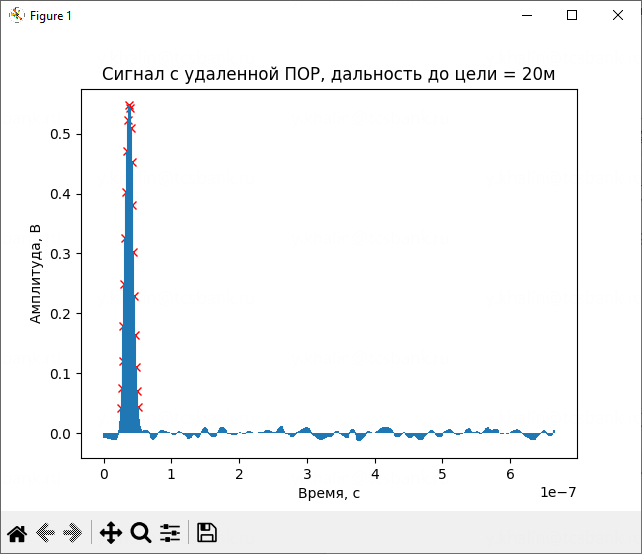 Figure 1
Сигнал с удаленной ПОР, дальность до цели = 20м
Амплитуда, В
0.5
0.4
0.3
0.2
0.1
0.0
0 1 2 3 4 5 6
1e−7
Время, с